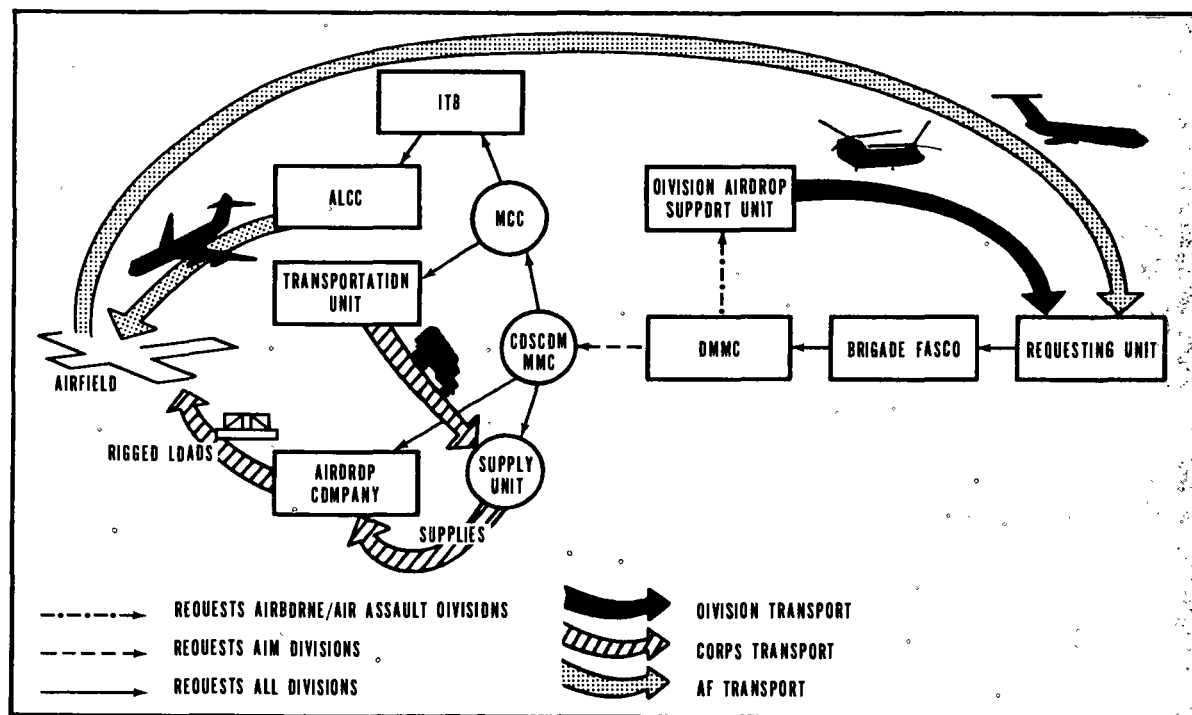 ITB
ALCC
MCC
DIVISION AIRDROP
SUPPORT UNIT
TRANSPORTATION
UNIT
COSCOM
MMC
DMMC
BRIGADE FASCO
REQUESTING UNIT
AIRFIELD
RIGGED LOADS
AIRDROP
COMPANY
SUPPLY
UNIT
SUPPLIES
REQUESTS AIRBORNE/AIR ASSAULT DIVISIONS
REQUESTS AIM DIVISIONS
REQUESTS ALL DIVISIONS
DIVISION TRANSPORT
CORPS TRANSPORT
AF TRANSPORT